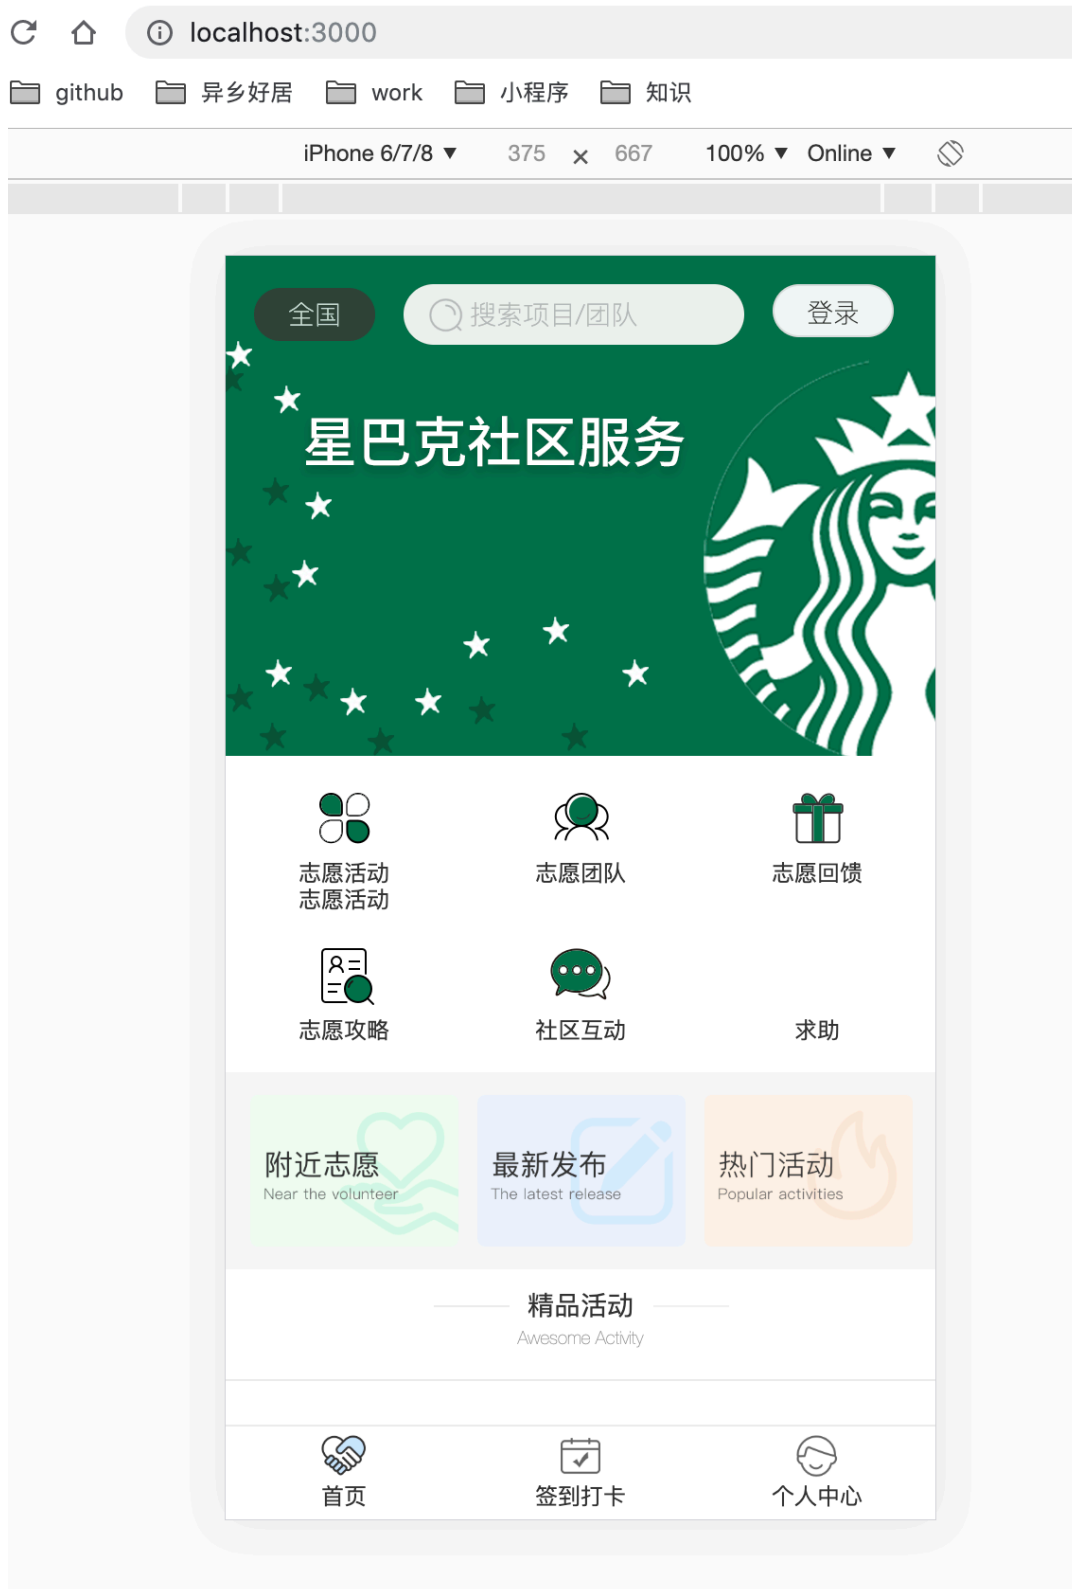 localhost:3000
github 异乡好居 work 小程序 知识
iPhone 6/7/8 ▼ 375 × 667 100% ▼ Online ▼
全国 搜索项目/团队 登录
星巴克社区服务
志愿活动 志愿团队 志愿回馈
志愿活动
志愿攻略 社区互动 求助
附近志愿 最新发布 热门活动
Near the volunteer The latest release Popular activities
精品活动
Awesome Activity
首页 签到打卡 个人中心